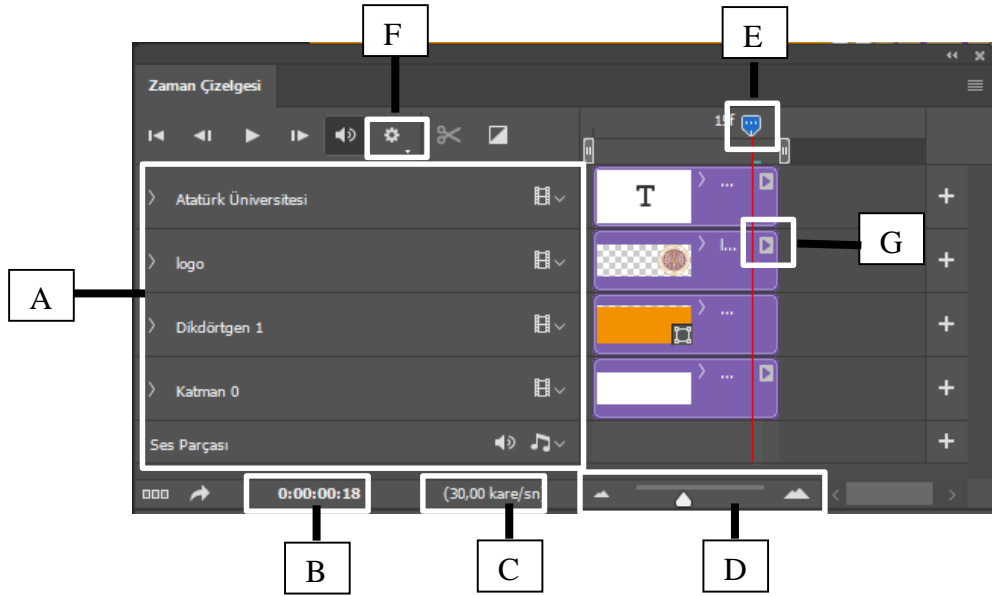 F
E
Zaman Çizelgesi
15f
Atatürk Üniversitesi
T
...
logo
l...
G
A
Dikdörtgen 1
...
Katman 0
...
Ses Parçası
0:00:00:18
(30,00 kare/sn
B
C
D